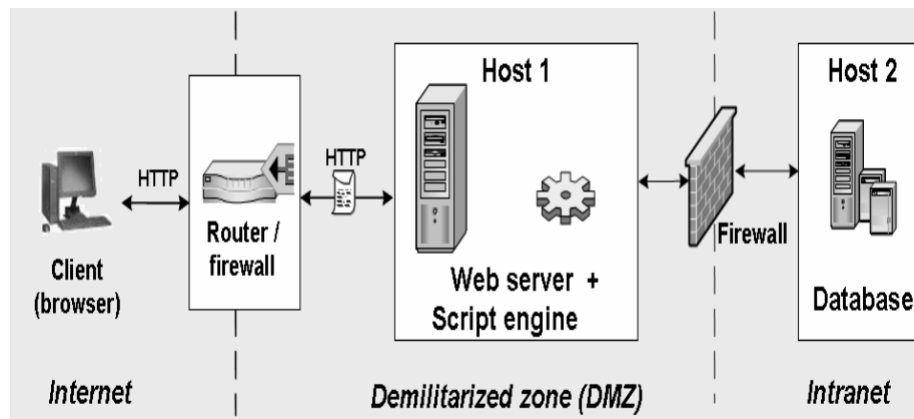 Host 1
Host 2
HTTP
HTTP
Client
(browser)
Router /
firewall
Web server +
Script engine
Firewall
Database
Internet
Demilitarized zone (DMZ)
Intranet